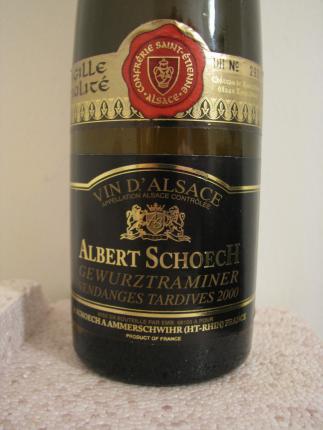 CONFRÉRIE SAINT-ÉTIENNE
ALSACE
VIN D'ALSACE
APPELLATION ALSACE CONTRÔLÉE
ALBERT SCHOECH
GEWURZTRAMINER
VENDANGES TARDIVES 2000
SCHOECH A AMMERSCHWIHR (HT-RHIN) FRANCE
PRODUCT OF FRANCE